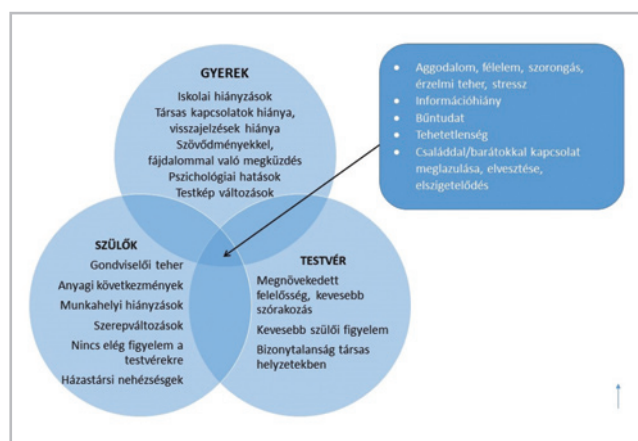 GYEREK
Iskolai hiányzások
Társas kapcsolatok hiánya,
visszajelzések hiánya
Szövődményekkel,
fájdalommal való megküzdés
Pszichológiai hatások
Testkép változások
SZÜLŐK
Gondviselői teher
Anyagi következmények
Munkahelyi hiányzások
Szerepváltozások
Nincs elég figyelem a
testvérekre
Házastársi nehézségek
TESTVÉR
Megnövekedett
felelősség, kevesebb
szórakozás
Kevesebb szülői figyelem
Bizonytalanság társas
helyzetekben
• Aggodalom, félelem, szorongás,
érzelmi teher, stressz
• Információhiány
• Bűntudat
• Tehetetlenség
• Családdal/barátokkal kapcsolat
meglazulása, elvesztése,
elszigetelődés